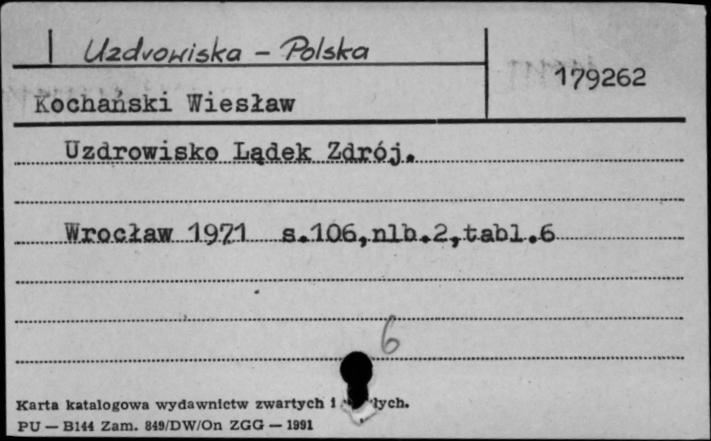 Uzdrowiska - Polska
179262
Kochański Wiesław
Uzdrowisko Lądek Zdrój.
Wrocław 1971 s.106,nlb.2,tabl.6
6
Karta katalogowa wydawnictw zwartych i
PU — B144 Zam. 849/DW/On ZGG — 1991